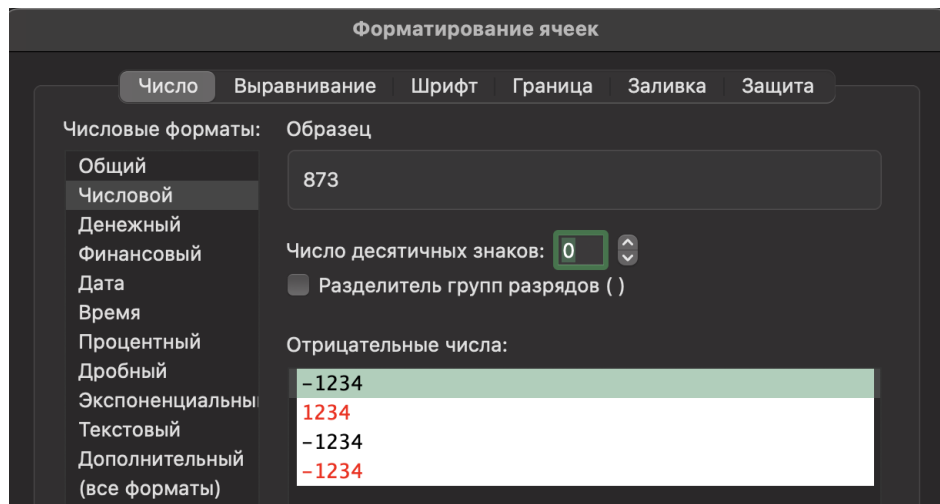 Форматирование ячеек
Число Выравнивание Шрифт Граница Заливка Защита
Числовые форматы:
Общий
Числовой
Денежный
Финансовый
Дата
Время
Процентный
Дробный
Экспоненциальны
Текстовый
Дополнительный
(все форматы)
Образец
873
Число десятичных знаков: 0
Разделитель групп разрядов ( )
Отрицательные числа:
-1234
1234
-1234
-1234